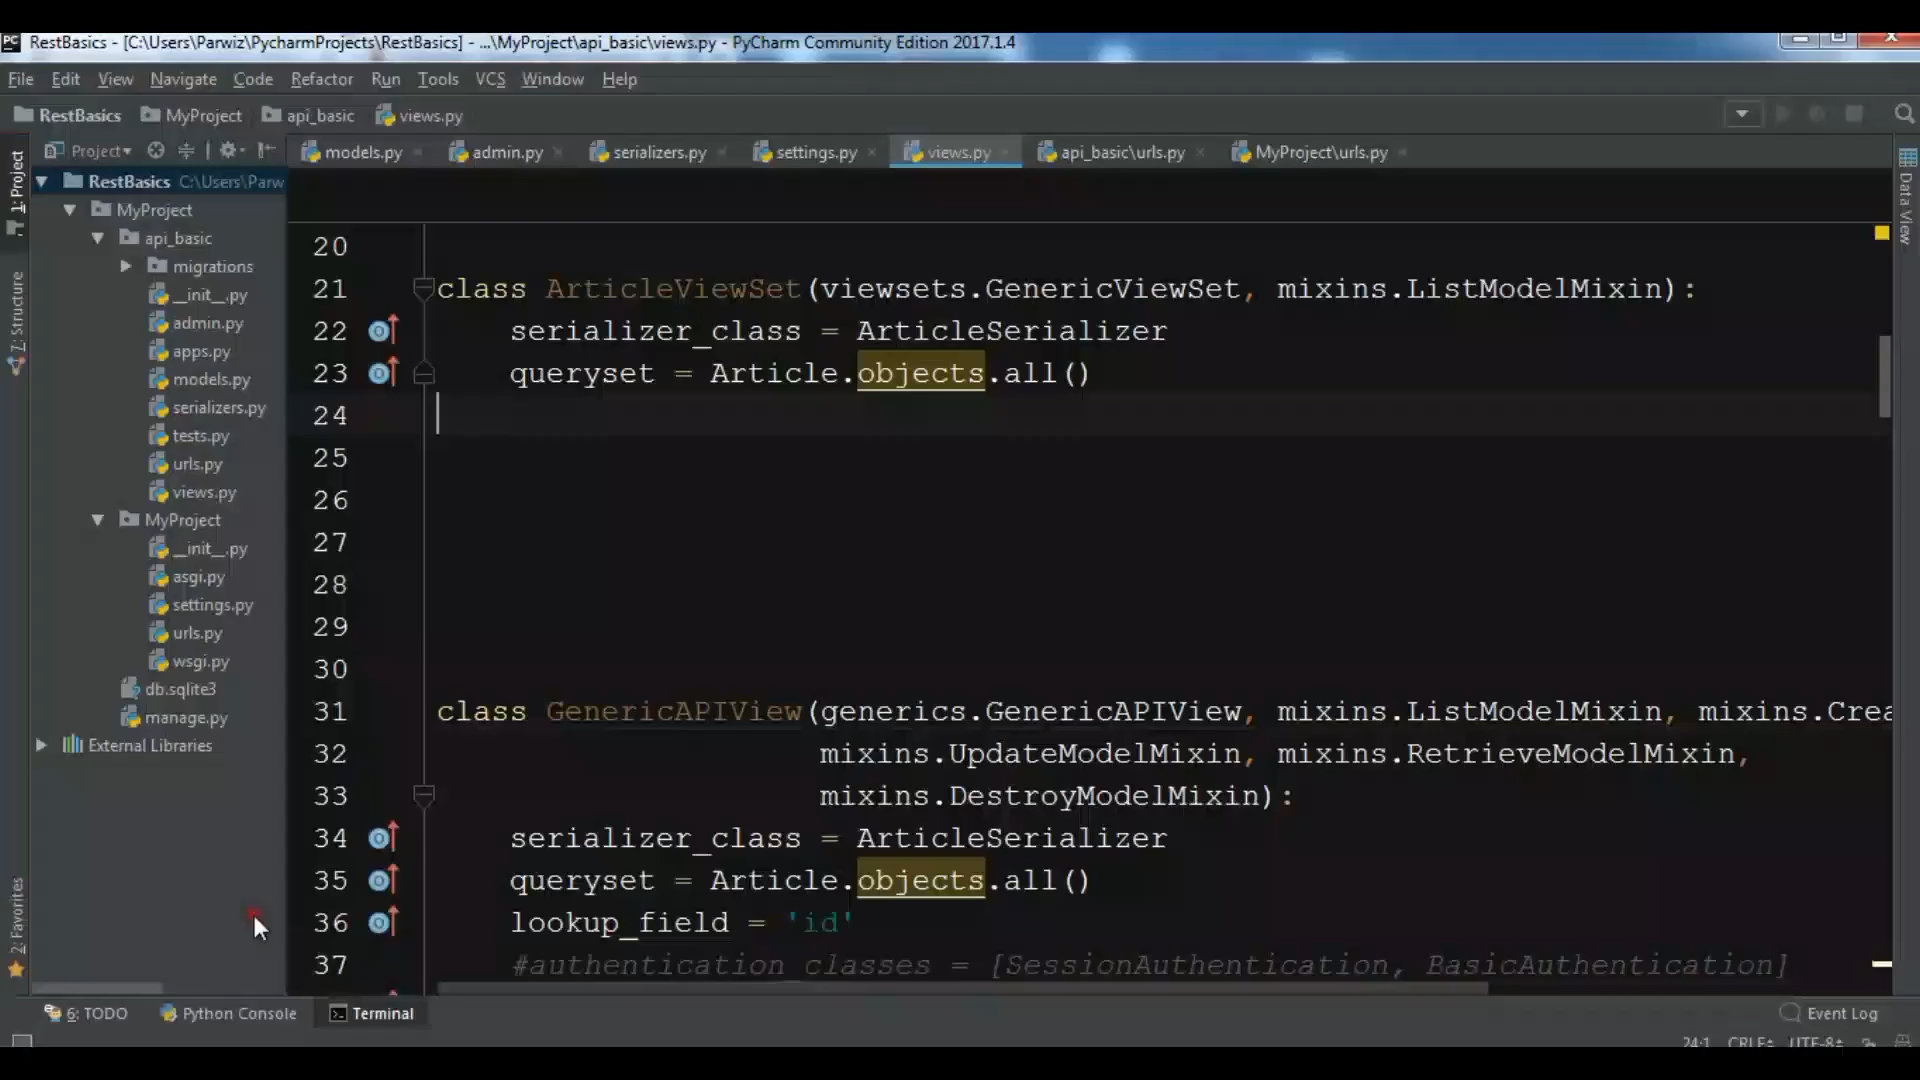 PC RestBasics - [C:\Users\Parwiz\PycharmProjects\RestBasics] - ...\MyProject\api_basic\views.py - PyCharm Community Edition 2017.1.4
File Edit View Navigate Code Refactor Run Tools VCS Window Help
RestBasics MyProject api_basic views.py
Project models.py admin.py serializers.py settings.py views.py api_basic\urls.py MyProject\urls.py
1: Project
7: Structure
2: Favorites
RestBasics C:\Users\Parw
MyProject
api_basic
migrations
__init__.py
admin.py
apps.py
models.py
serializers.py
tests.py
urls.py
views.py
MyProject
__init__.py
asgi.py
settings.py
urls.py
wsgi.py
db.sqlite3
manage.py
External Libraries
20
21 class ArticleViewSet(viewsets.GenericViewSet, mixins.ListModelMixin):
22 serializer_class = ArticleSerializer
23 queryset = Article.objects.all()
24
25
26
27
28
29
30
31 class GenericAPIView(generics.GenericAPIView, mixins.ListModelMixin, mixins.Crea
32 mixins.UpdateModelMixin, mixins.RetrieveModelMixin,
33 mixins.DestroyModelMixin):
34 serializer_class = ArticleSerializer
35 queryset = Article.objects.all()
36 lookup_field = 'id'
37 #authentication_classes = [SessionAuthentication, BasicAuthentication]
Data View
6: TODO Python Console Terminal Event Log
24:1 CRLF UTF-8